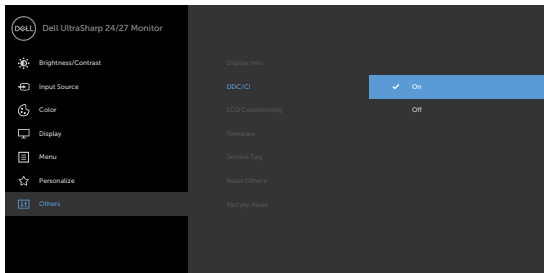 DELL
Dell UltraSharp 24/27 Monitor
Brightness/Contrast
Input Source
Color
Display
Menu
Personalize
Others
Display Info
DDC/CI
LCD Conditioning
Firmware
Service Tag
Reset Others
Factory Reset
On
Off